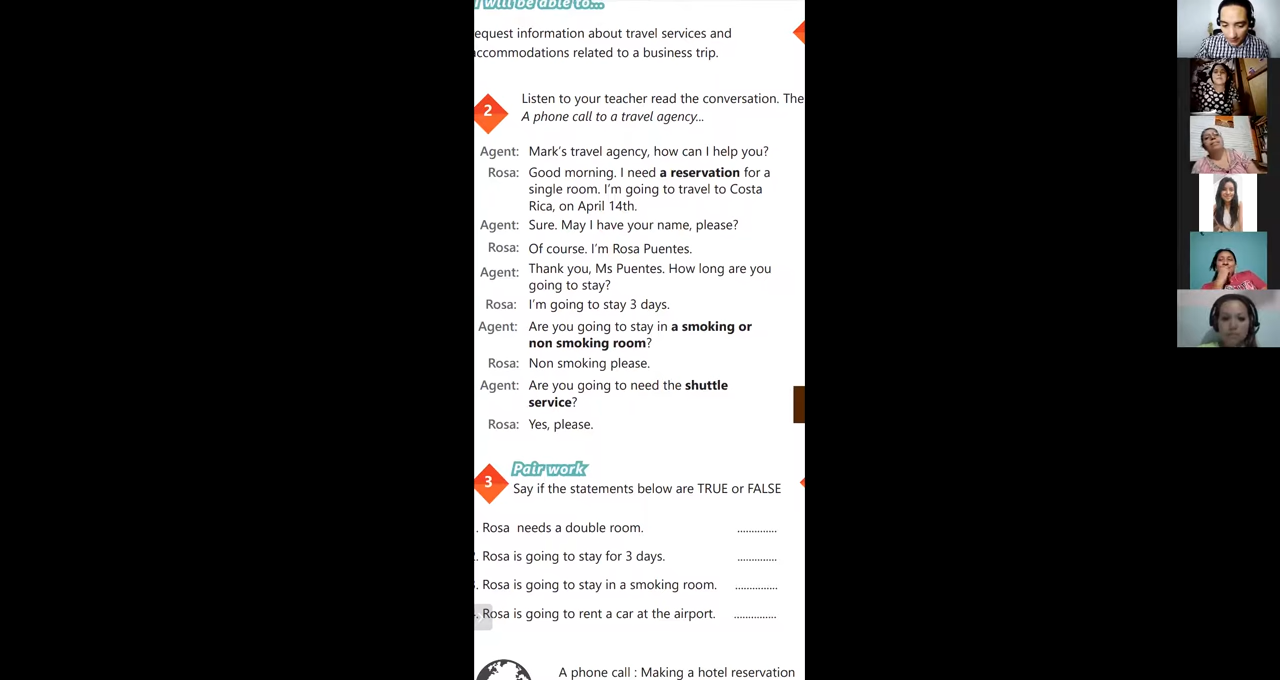 I will be able to...
equest information about travel services and
ccommodations related to a business trip.
2
Listen to your teacher read the conversation. The
A phone call to a travel agency...
Agent: Mark's travel agency, how can I help you?
Rosa: Good morning. I need a reservation for a
single room. I'm going to travel to Costa
Rica, on April 14th.
Agent: Sure. May I have your name, please?
Rosa: Of course. I'm Rosa Puentes.
Agent: Thank you, Ms Puentes. How long are you
going to stay?
Rosa: I'm going to stay 3 days.
Agent: Are you going to stay in a smoking or
non smoking room?
Rosa: Non smoking please.
Agent: Are you going to need the shuttle
service?
Rosa: Yes, please.
Pair work
3
Say if the statements below are TRUE or FALSE
. Rosa needs a double room. ..............
. Rosa is going to stay for 3 days. ..............
. Rosa is going to stay in a smoking room. ..............
. Rosa is going to rent a car at the airport. ..............
A phone call : Making a hotel reservation